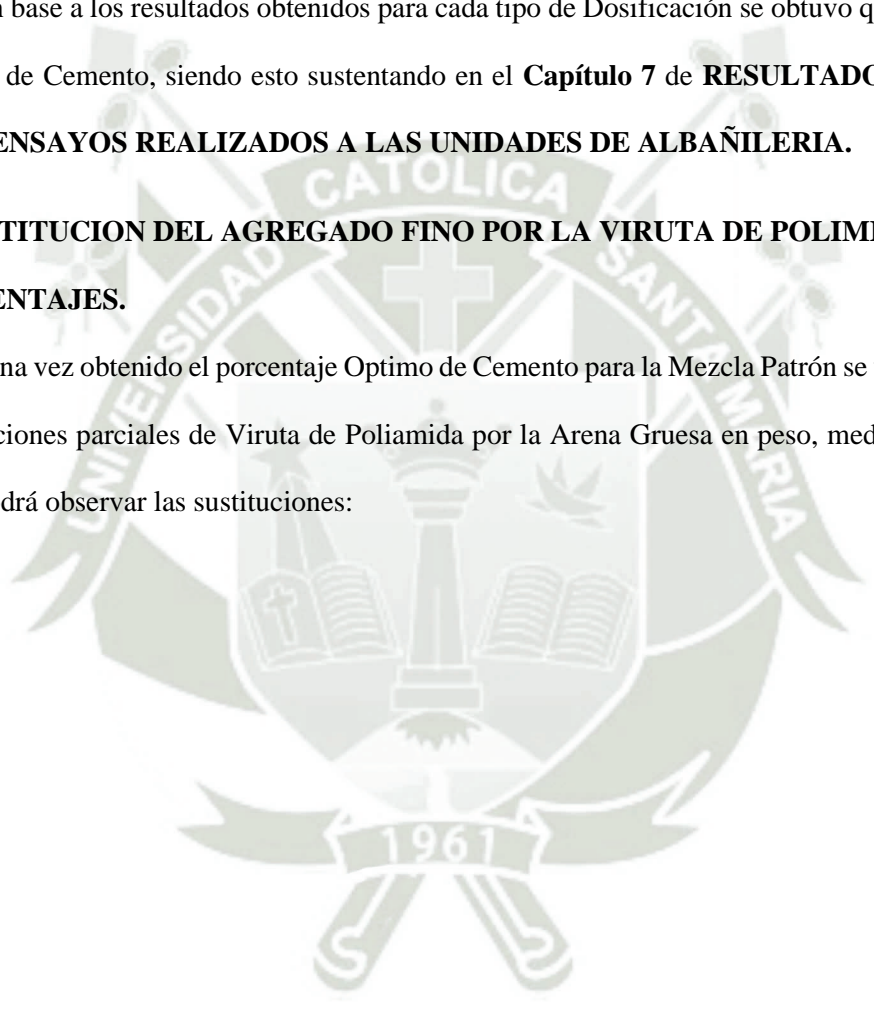 base a los resultados obtenidos para cada tipo de Dosificación se obtuvo
de Cemento, siendo esto sustentando en el Capítulo 7 de RESULTADO
ENSAYOS REALIZADOS A LAS UNIDADES DE ALBAÑILERIA.
TITUCION DEL AGREGADO FINO POR LA VIRUTA DE POLIM
ENTAJES.
na vez obtenido el porcentaje Optimo de Cemento para la Mezcla Patrón se
ciones parciales de Viruta de Poliamida por la Arena Gruesa en peso, med
drá observar las sustituciones:
UNIVERSIDAD CATOLICA SANTA MARIA
1961